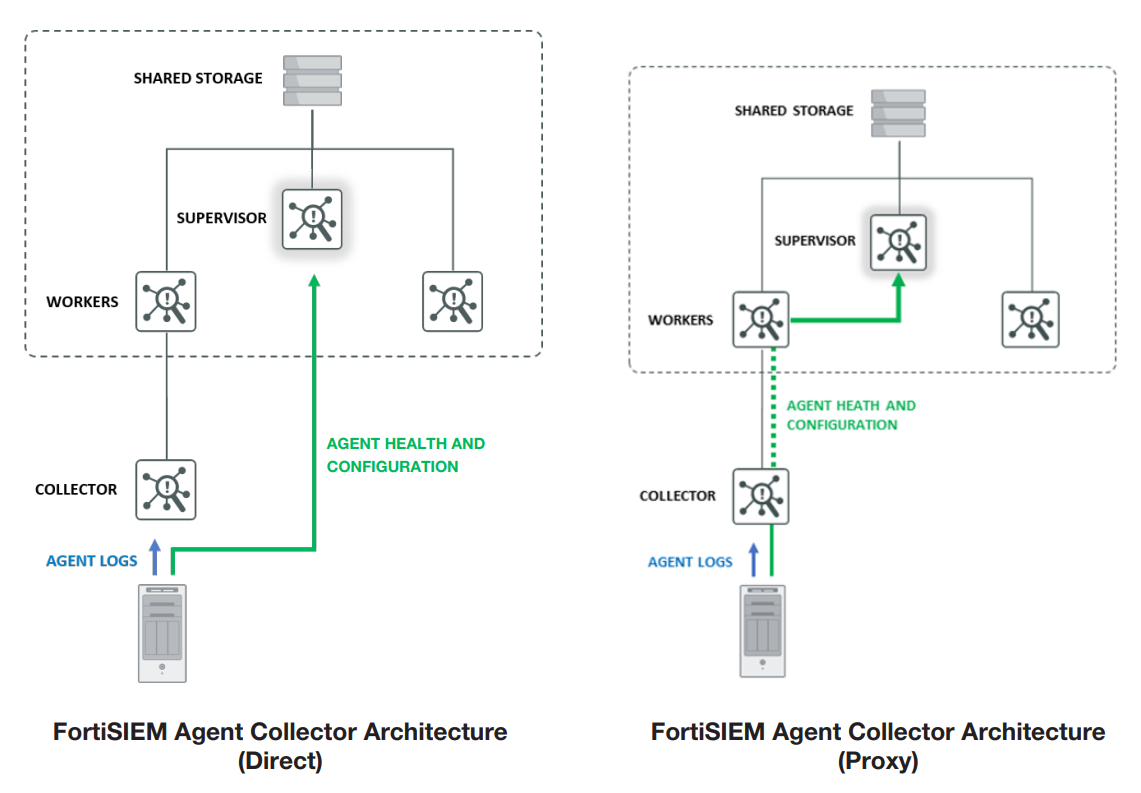 SHARED STORAGE
SUPERVISOR
WORKERS
AGENT HEALTH AND
CONFIGURATION
COLLECTOR
AGENT LOGS
FortiSIEM Agent Collector Architecture
(Direct)
SHARED STORAGE
SUPERVISOR
WORKERS
AGENT HEATH AND
CONFIGURATION
COLLECTOR
AGENT LOGS
FortiSIEM Agent Collector Architecture
(Proxy)